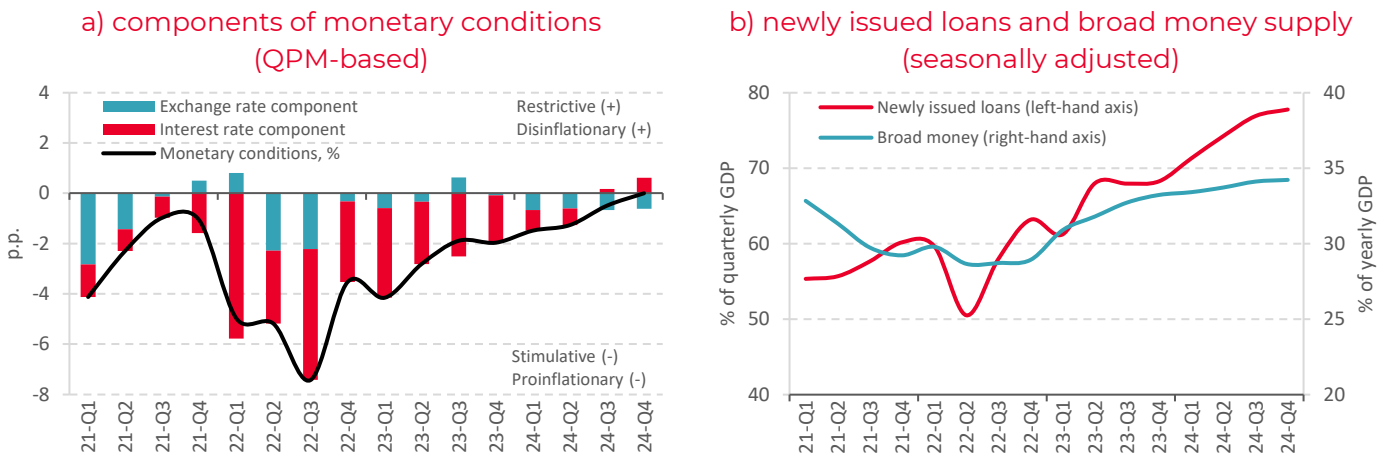 a) components of monetary conditions
(QPM-based)
4
2
0
-2
-4
-6
-8
p.p.
Exchange rate component
Interest rate component
Monetary conditions, %
Restrictive (+)
Disinflationary (+)
Stimulative (-)
Proinflationary (-)
21-Q1
21-Q2
21-Q3
21-Q4
22-Q1
22-Q2
22-Q3
22-Q4
23-Q1
23-Q2
23-Q3
23-Q4
24-Q1
24-Q2
24-Q3
24-Q4
b) newly issued loans and broad money supply
(seasonally adjusted)
80
70
60
50
40
% of quarterly GDP
Newly issued loans (left-hand axis)
Broad money (right-hand axis)
40
35
30
25
20
% of yearly GDP
21-Q1
21-Q2
21-Q3
21-Q4
22-Q1
22-Q2
22-Q3
22-Q4
23-Q1
23-Q2
23-Q3
23-Q4
24-Q1
24-Q2
24-Q3
24-Q4